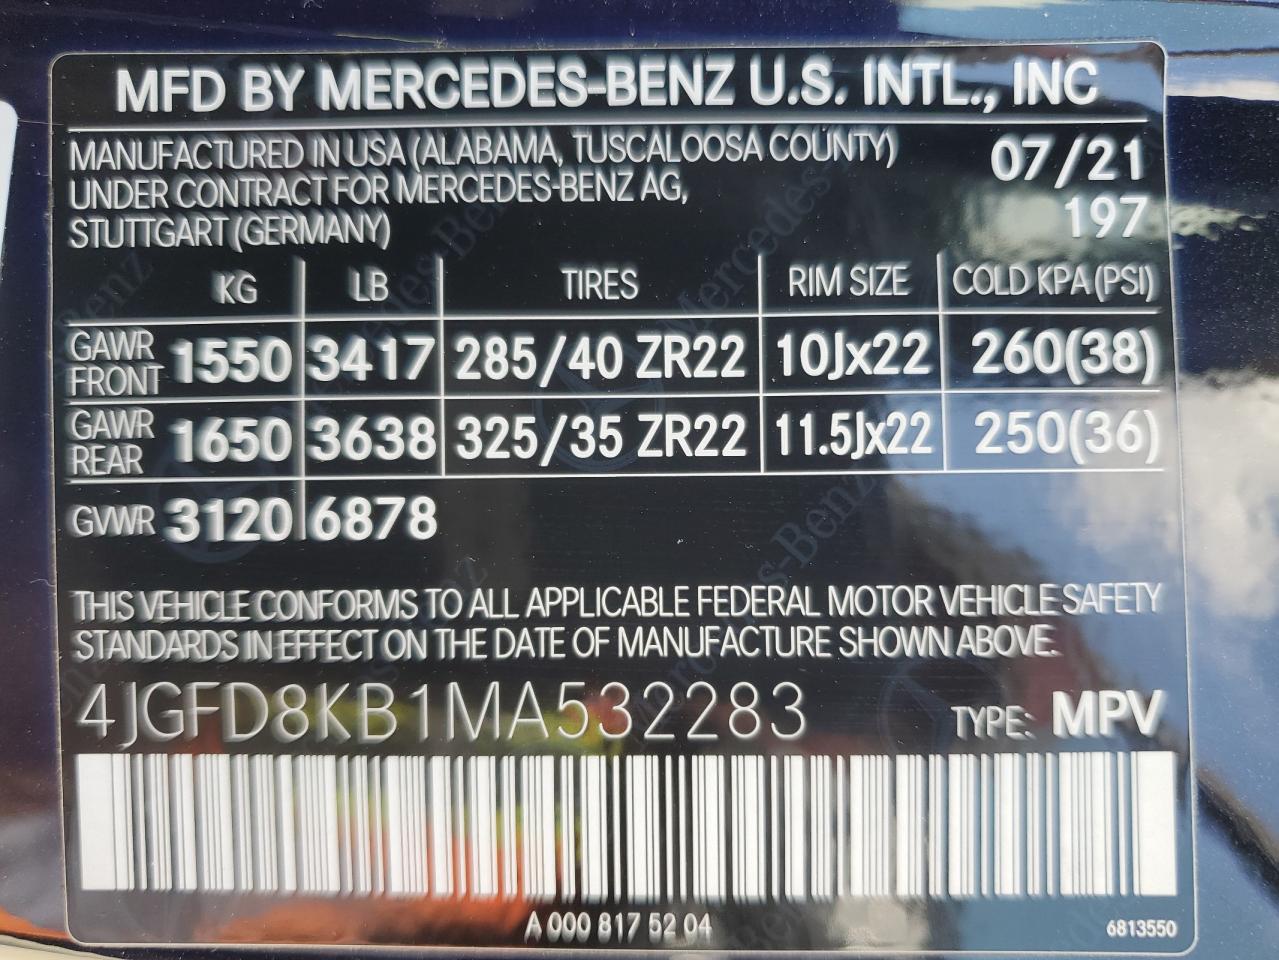 MFD BY MERCEDES-BENZ U.S. INTL., INC
MANUFACTURED IN USA (ALABAMA, TUSCALOOSA COUNTY) 07/21
UNDER CONTRACT FOR MERCEDES-BENZ AG, 197
STUTTGART (GERMANY)
KG LB TIRES RIM SIZE COLD KPA (PSI)
GAWR FRONT 1550 3417 285/40 ZR22 10Jx22 260(38)
GAWR REAR 1650 3638 325/35 ZR22 11.5Jx22 250(36)
GVWR 3120 6878
THIS VEHICLE CONFORMS TO ALL APPLICABLE FEDERAL MOTOR VEHICLE SAFETY
STANDARDS IN EFFECT ON THE DATE OF MANUFACTURE SHOWN ABOVE.
4JGFD8KB1MA532283 TYPE: MPV
A 000 817 52 04 6813550